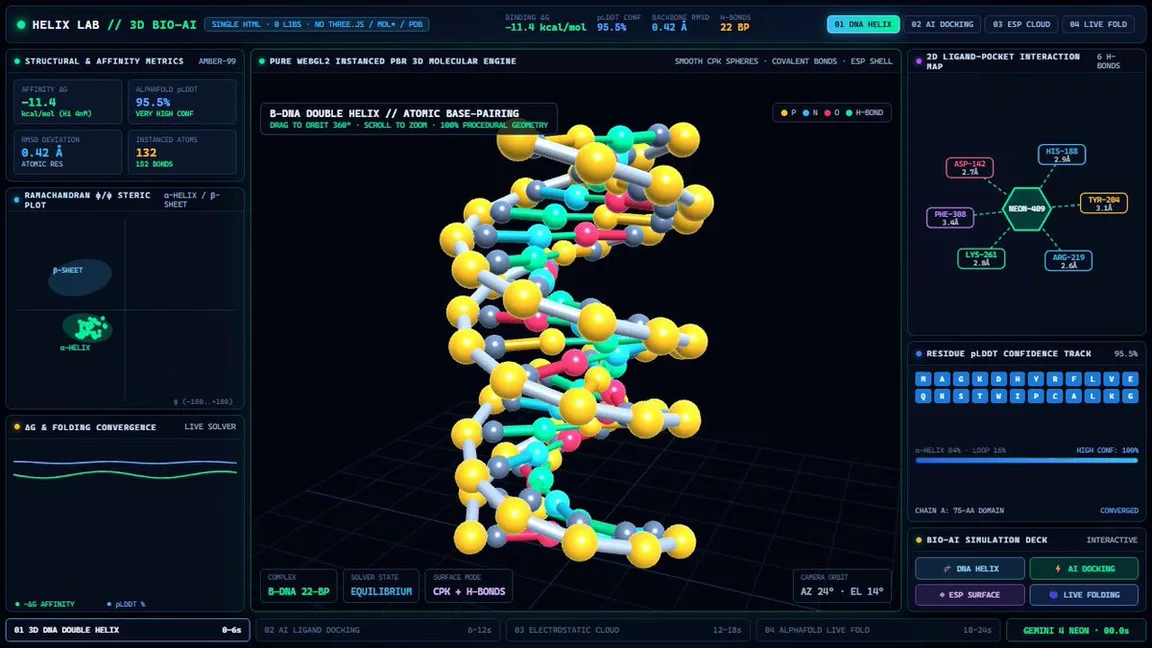 HELIX LAB // 3D BIO-AI
SINGLE HTML · 0 LIBS · NO THREE.JS / MOL* / PDB
BINDING ΔG
−11.4 kcal/mol
pLDDT CONF
95.5%
BACKBONE RMSD
0.42 Å
H-BONDS
22 BP
01 DNA HELIX
02 AI DOCKING
03 ESP CLOUD
04 LIVE FOLD
STRUCTURAL & AFFINITY METRICS
AMBER-99
AFFINITY ΔG
−11.4
kcal/mol (Ki 4nM)
ALPHAFOLD pLDDT
95.5%
VERY HIGH CONF
RMSD DEVIATION
0.42 Å
ATOMIC RES
INSTANCED ATOMS
132
152 BONDS
RAMACHANDRAN ϕ/ψ STERIC
PLOT
α-HELIX / β-
SHEET
β-SHEET
α-HELIX
ϕ (−180..+180)
ΔG & FOLDING CONVERGENCE
LIVE SOLVER
−ΔG AFFINITY
pLDDT %
PURE WEBGL2 INSTANCED PBR 3D MOLECULAR ENGINE
SMOOTH CPK SPHERES · COVALENT BONDS · ESP SHELL
B-DNA DOUBLE HELIX // ATOMIC BASE-PAIRING
DRAG TO ORBIT 360° · SCROLL TO ZOOM · 100% PROCEDURAL GEOMETRY
P
N
O
H-BOND
COMPLEX
B-DNA 22-BP
SOLVER STATE
EQUILIBRIUM
SURFACE MODE
CPK + H-BONDS
CAMERA ORBIT
AZ 24° · EL 14°
2D LIGAND-POCKET INTERACTION
MAP
6 H-
BONDS
HIS-188
2.9Å
ASP-142
2.7Å
TYR-204
3.1Å
NEON-409
PHE-308
3.4Å
LYS-261
2.8Å
ARG-219
2.6Å
RESIDUE pLDDT CONFIDENCE TRACK
95.5%
M A G K D H Y R F L V E
Q N S T W I P C A L K G
α-HELIX 84% · LOOP 16%
HIGH CONF: 100%
CHAIN A: 75-AA DOMAIN
CONVERGED
BIO-AI SIMULATION DECK
INTERACTIVE
DNA HELIX
AI DOCKING
ESP SURFACE
LIVE FOLDING
01 3D DNA DOUBLE HELIX
0–6s
02 AI LIGAND DOCKING
6–12s
03 ELECTROSTATIC CLOUD
12–18s
04 ALPHAFOLD LIVE FOLD
18–24s
GEMINI 4 NEON · 00.0s